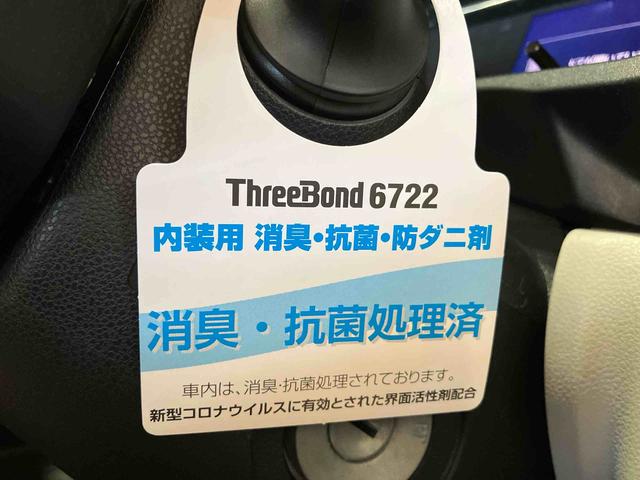 ThreeBond 6722
内装用 消臭・抗菌・防ダニ剤
消臭・抗菌処理済
車内は、消臭・抗菌処理されております。
新型コロナウイルスに有効とされた界面活性剤配合